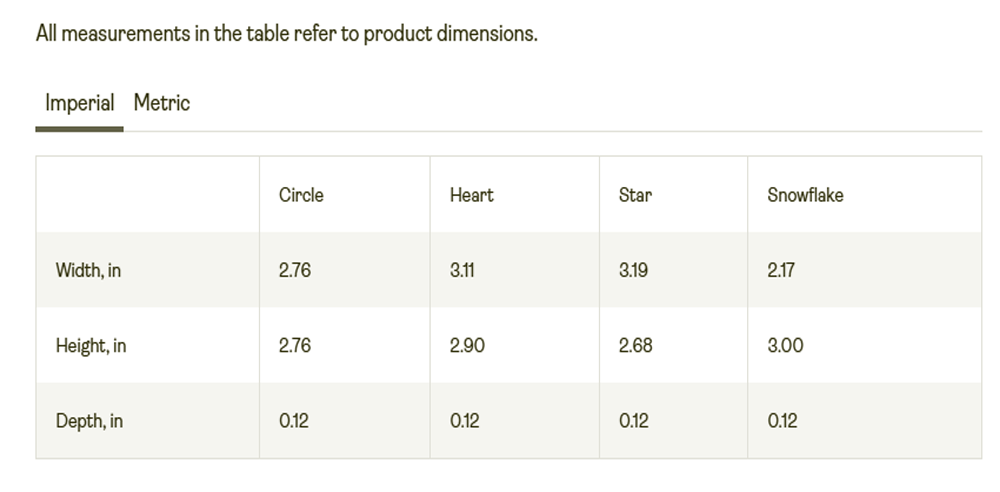 All measurements in the table refer to product dimensions.
Imperial Metric
Circle Heart Star Snowflake
Width, in 2.76 3.11 3.19 2.17
Height, in 2.76 2.90 2.68 3.00
Depth, in 0.12 0.12 0.12 0.12